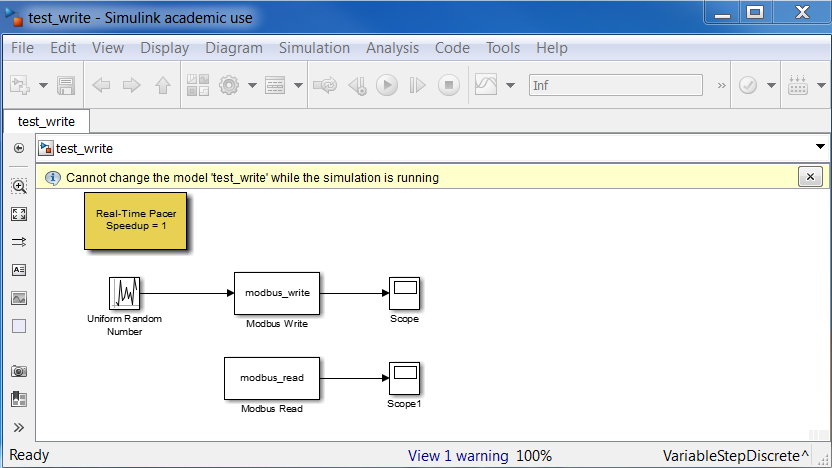 test_write - Simulink academic use
File Edit View Display Diagram Simulation Analysis Code Tools Help
Inf
»
test_write
test_write
Cannot change the model 'test_write' while the simulation is running
Real-Time Pacer
Speedup = 1
modbus_write
Uniform Random
Number
Modbus Write
Scope
modbus_read
Modbus Read
Scope1
»
Ready
View 1 warning 100%
VariableStepDiscrete^